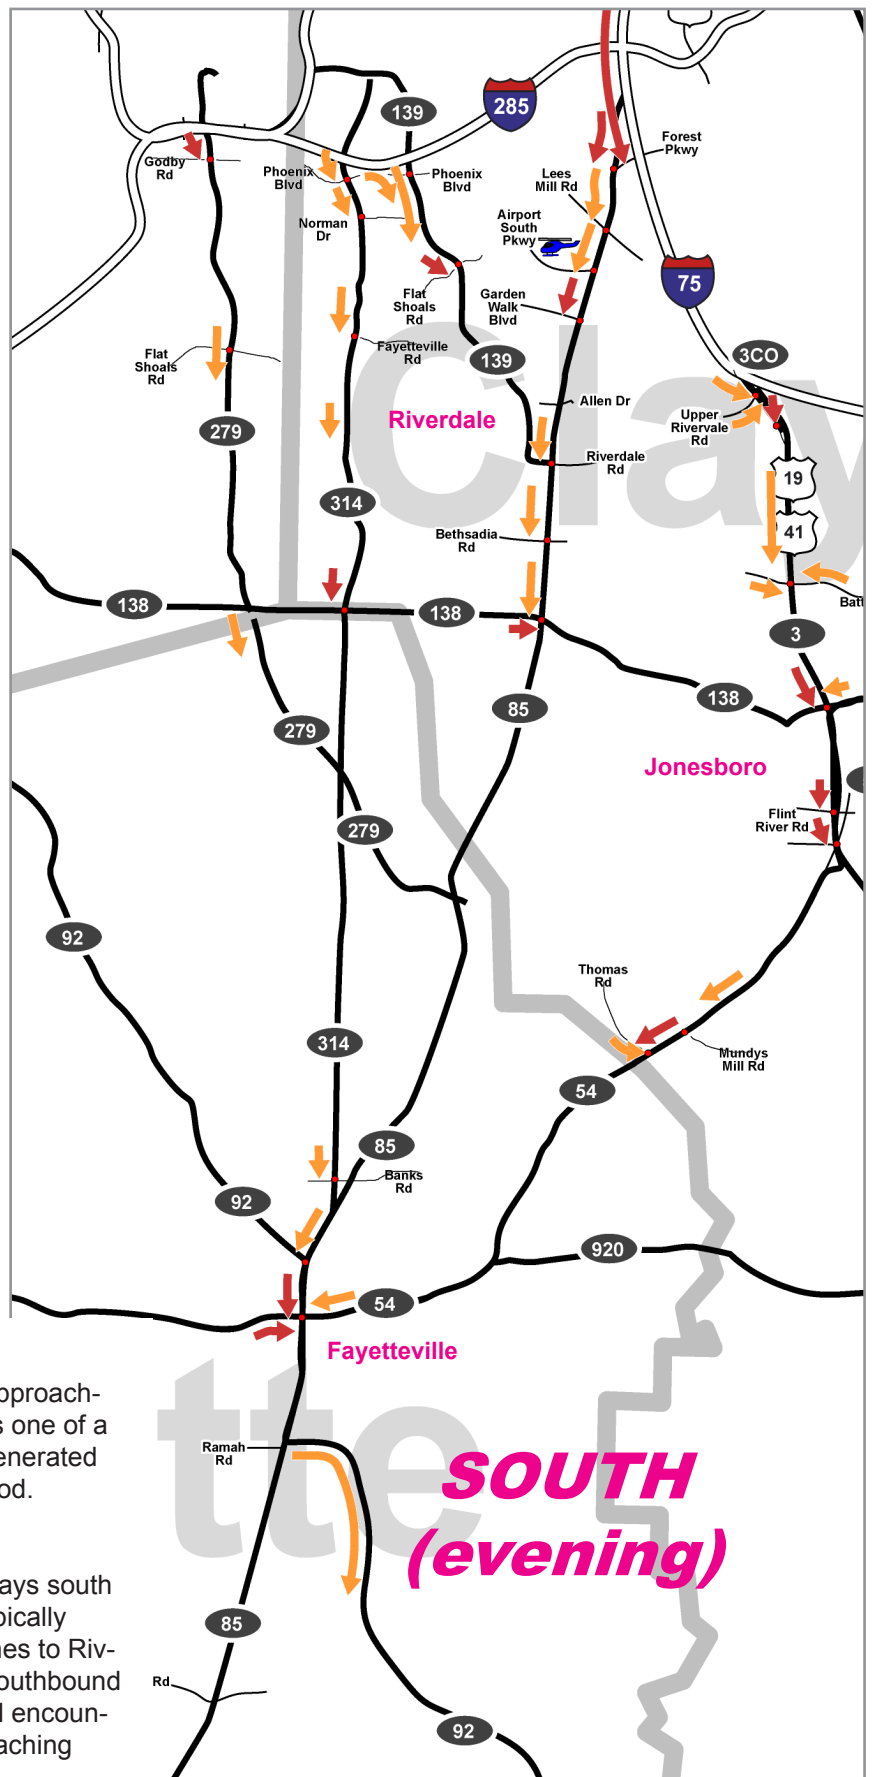 139
285
Forest
Pkwy
Godby
Rd
Phoenix
Blvd
Phoenix
Blvd
Lees
Mill Rd
Norman
Dr
Airport
South
Pkwy
75
Flat
Shoals
Rd
Garden
Walk
Blvd
Flat
Shoals
Rd
Fayetteville
Rd
139
3CO
Clay
Riverdale
Allen Dr
Upper
Rivervale
Rd
279
Riverdale
Rd
19
314
Bethsadia
Rd
41
138
138
Batt
3
279
85
138
Jonesboro
279
Flint
River Rd
92
Thomas
Rd
314
Mundys
Mill Rd
54
85
Banks
Rd
92
920
54
Fayetteville
pproach-
s one of a
enerated
od.
tte
Ramah
Rd
SOUTH
(evening)
ays south
pically
nes to Riv-
outhbound
l encoun-
aching
85
Rd
92